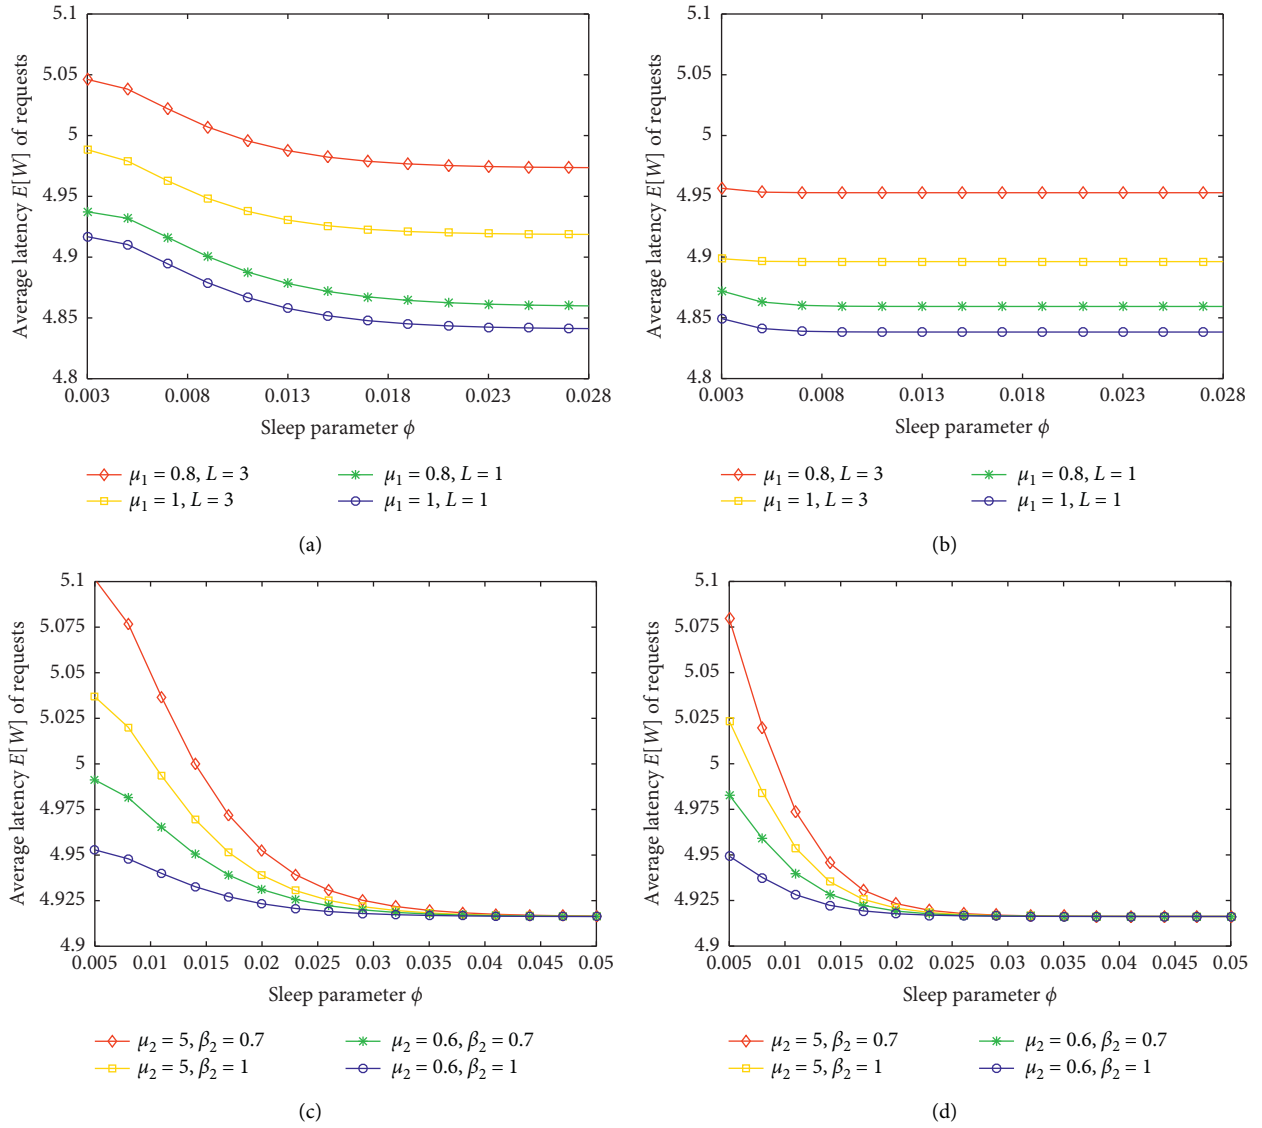 5.1
5.05
5
4.95
4.9
4.85
4.8
Average latency E[W] of requests
0.003 0.008 0.013 0.018 0.023 0.028
Sleep parameter ϕ
μ1 = 0.8, L = 3 μ1 = 0.8, L = 1
μ1 = 1, L = 3 μ1 = 1, L = 1
(a)
5.1
5.05
5
4.95
4.9
4.85
4.8
Average latency E[W] of requests
0.003 0.008 0.013 0.018 0.023 0.028
Sleep parameter ϕ
μ1 = 0.8, L = 3 μ1 = 0.8, L = 1
μ1 = 1, L = 3 μ1 = 1, L = 1
(b)
5.1
5.075
5.05
5.025
5
4.975
4.95
4.925
4.9
Average latency E[W] of requests
0.005 0.01 0.015 0.02 0.025 0.03 0.035 0.04 0.045 0.05
Sleep parameter ϕ
μ2 = 5, β2 = 0.7 μ2 = 0.6, β2 = 0.7
μ2 = 5, β2 = 1 μ2 = 0.6, β2 = 1
(c)
5.1
5.075
5.05
5.025
5
4.975
4.95
4.925
4.9
Average latency E[W] of requests
0.005 0.01 0.015 0.02 0.025 0.03 0.035 0.04 0.045 0.05
Sleep parameter ϕ
μ2 = 5, β2 = 0.7 μ2 = 0.6, β2 = 0.7
μ2 = 5, β2 = 1 μ2 = 0.6, β2 = 1
(d)